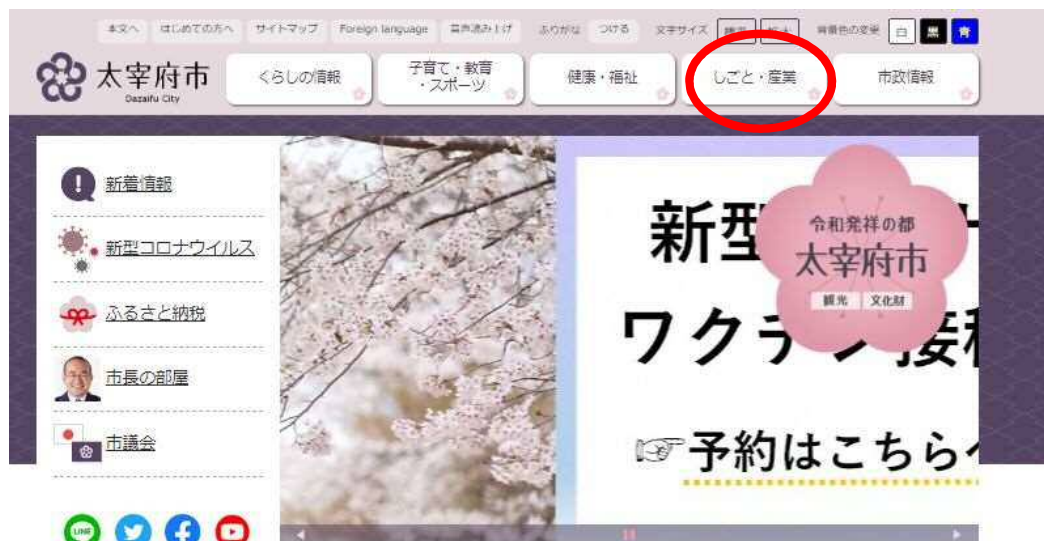 本文へ はじめての方へ サイトマップ Foreign language 音声読み上げ ふりがな つける 文字サイズ 標準 拡大 背景色の変更 白 黒 青
太宰府市
Dazaifu City
くらしの情報
子育て・教育
・スポーツ
健康・福祉
しごと・産業
市政情報
新着情報
新型コロナウイルス
ふるさと納税
市長の部屋
市議会
LINE
新型
ワクチン接種
☞予約はこちらへ
令和発祥の都
太宰府市
観光 文化財